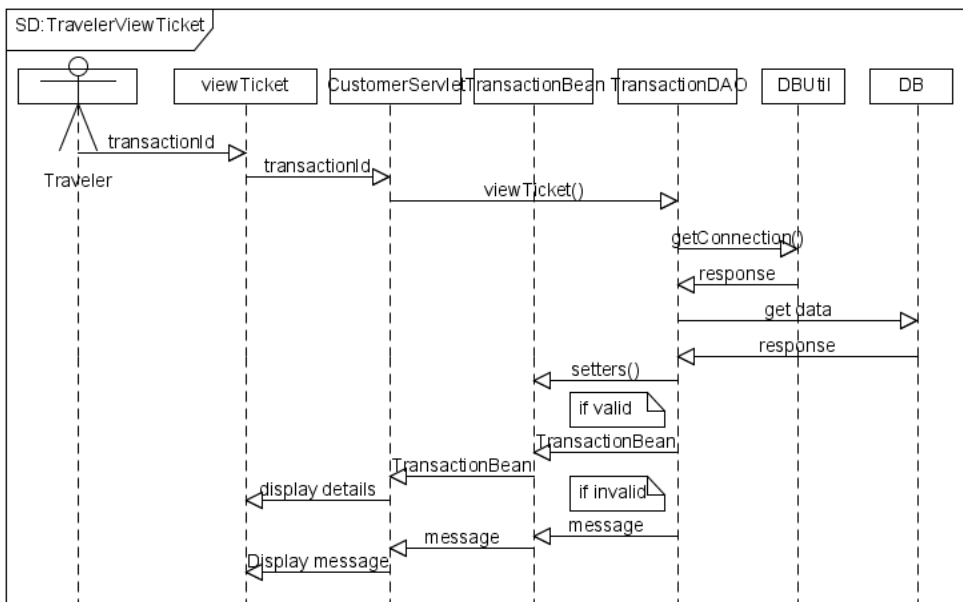 SD:TravelerViewTicket
viewTicket
CustomerServlet
TransactionBean
TransactionDAO
DBUtil
DB
Traveler
transactionId
transactionId
viewTicket()
getConnection()
response
get data
response
setters()
if valid
TransactionBean
TransactionBean
display details
if invalid
message
message
Display message